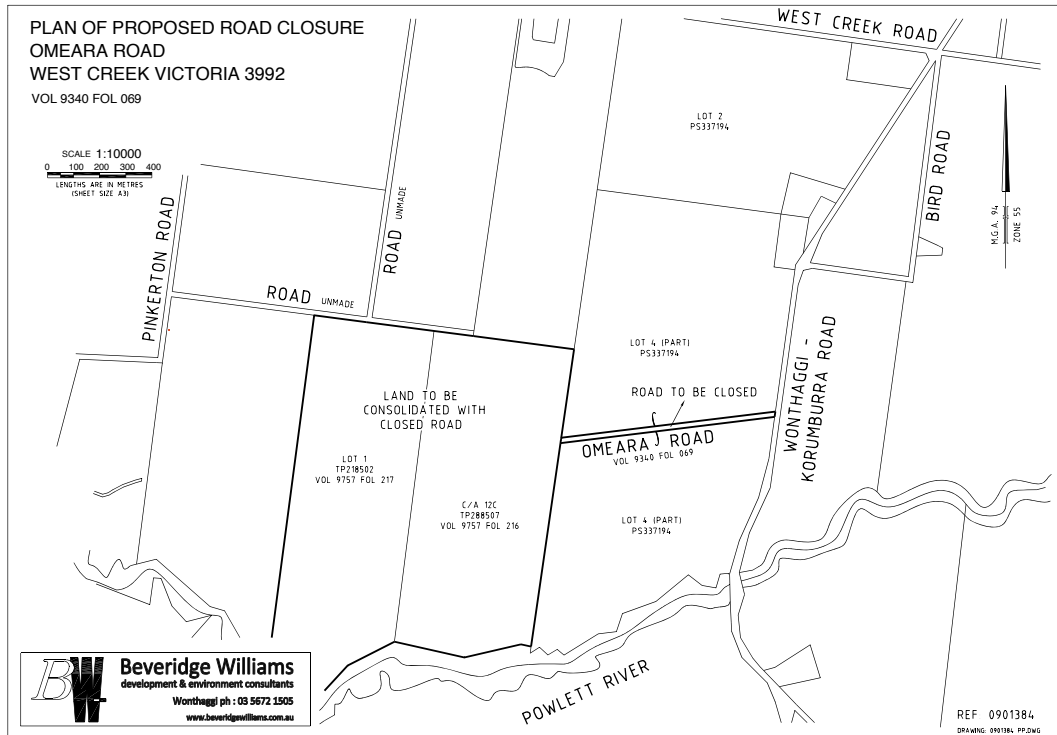 PLAN OF PROPOSED ROAD CLOSURE
OMEARA ROAD
WEST CREEK VICTORIA 3992
VOL 9340 FOL 069
SCALE 1:10000
0 100 200 300 400
LENGTHS ARE IN METRES
(SHEET SIZE A3)
WEST CREEK ROAD
LOT 2
PS337194
BIRD ROAD
M.G.A. 94
ZONE 55
PINKERTON ROAD
ROAD UNMADE
ROAD UNMADE
LOT 4 (PART)
PS337194
WONTHAGGI -
KORUMBURRA ROAD
LAND TO BE
CONSOLIDATED WITH
CLOSED ROAD
ROAD TO BE CLOSED
OMEARA ROAD
VOL 9340 FOL 069
LOT 1
TP218502
VOL 9757 FOL 217
C/A 12C
TP288507
VOL 9757 FOL 216
LOT 4 (PART)
PS337194
POWLETT RIVER
BW
Beveridge Williams
development & environment consultants
Wonthaggi ph : 03 5672 1505
www.beveridgewilliams.com.au
REF 0901384
DRAWING: 0901384 PP.DWG